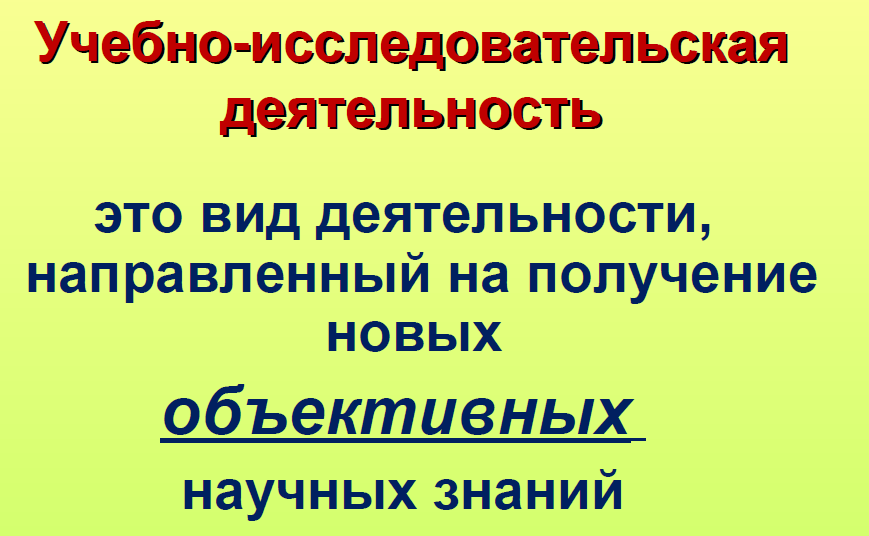 Учебно-исследовательская
деятельность
это вид деятельности,
направленный на получение
новых
объективных
научных знаний